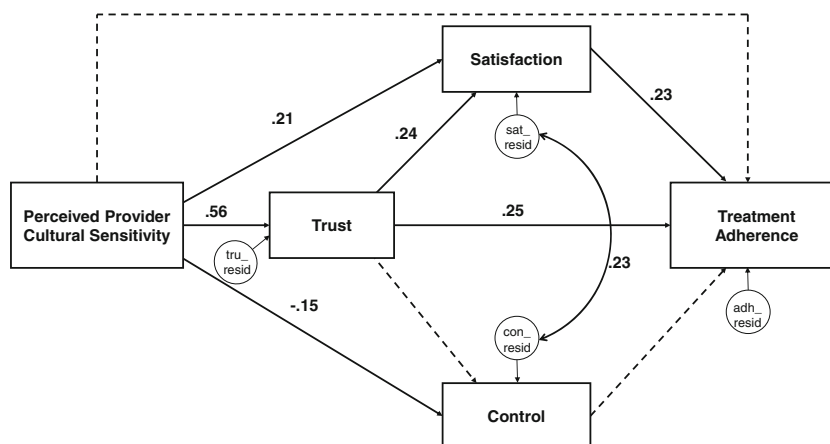 Satisfaction
.21
.24
.23
sat_
resid
Perceived Provider
Cultural Sensitivity
.56
Trust
.25
Treatment
Adherence
tru_
resid
.23
-.15
con_
resid
adh_
resid
Control